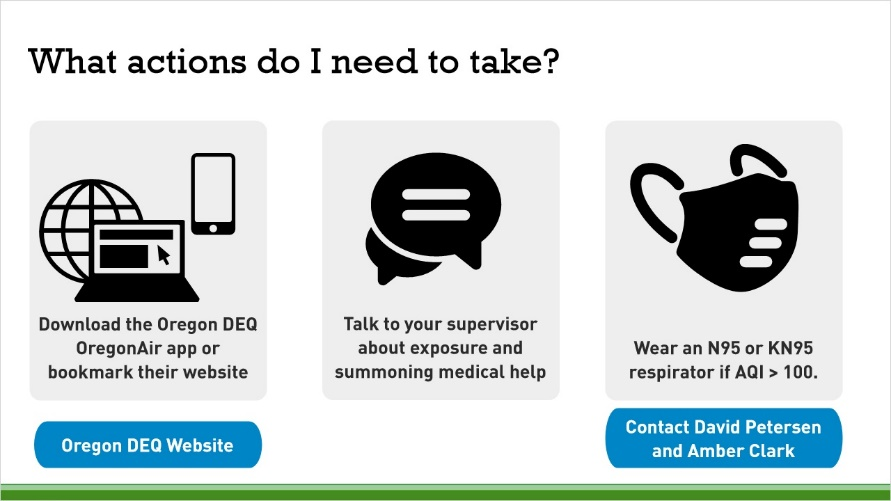 What actions do I need to take?
Download the Oregon DEQ
OregonAir app or
bookmark their website
Talk to your supervisor
about exposure and
summoning medical help
Wear an N95 or KN95
respirator if AQI > 100.
Oregon DEQ Website
Contact David Petersen
and Amber Clark